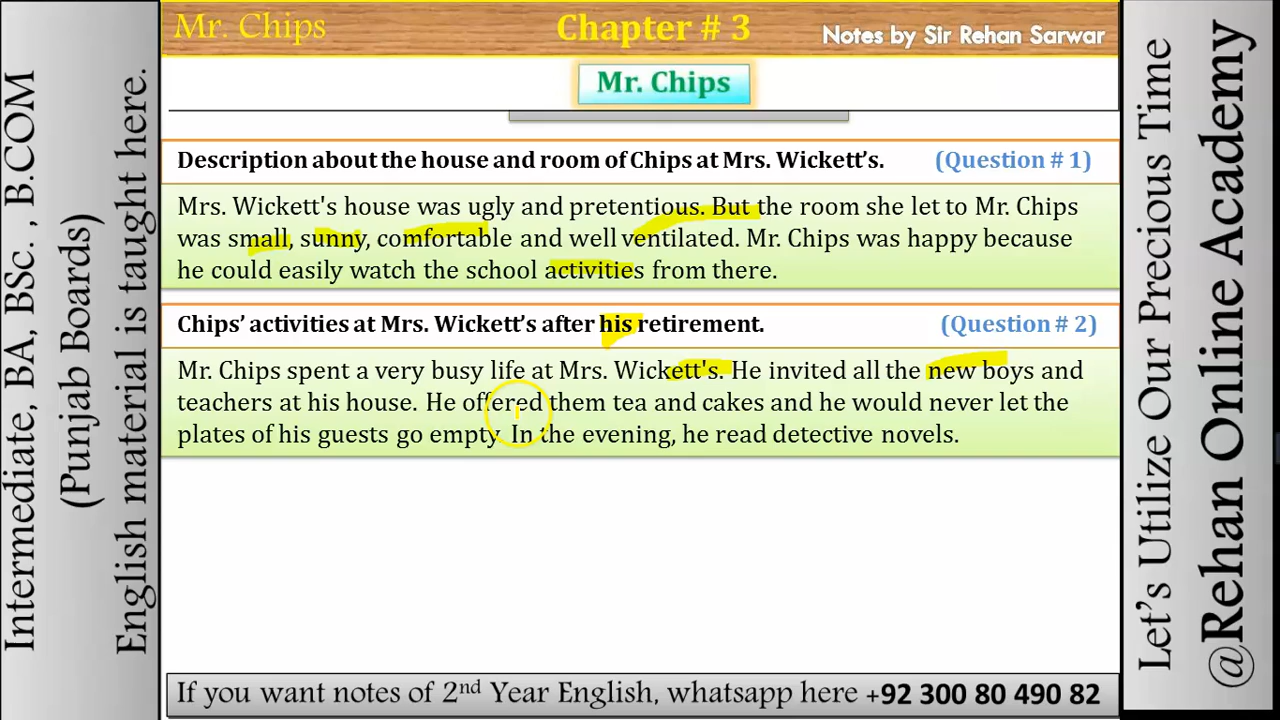 Mr. Chips
Chapter # 3
Notes by Sir Rehan Sarwar
Mr. Chips
Description about the house and room of Chips at Mrs. Wickett’s. (Question # 1)
Mrs. Wickett's house was ugly and pretentious. But the room she let to Mr. Chips
was small, sunny, comfortable and well ventilated. Mr. Chips was happy because
he could easily watch the school activities from there.
Chips’ activities at Mrs. Wickett’s after his retirement. (Question # 2)
Mr. Chips spent a very busy life at Mrs. Wickett's. He invited all the new boys and
teachers at his house. He offered them tea and cakes and he would never let the
plates of his guests go empty. In the evening, he read detective novels.
If you want notes of 2nd Year English, whatsapp here +92 300 80 490 82
Intermediate, BA, BSc. , B.COM
(Punjab Boards)
English material is taught here.
Let’s Utilize Our Precious Time
@Rehan Online Academy